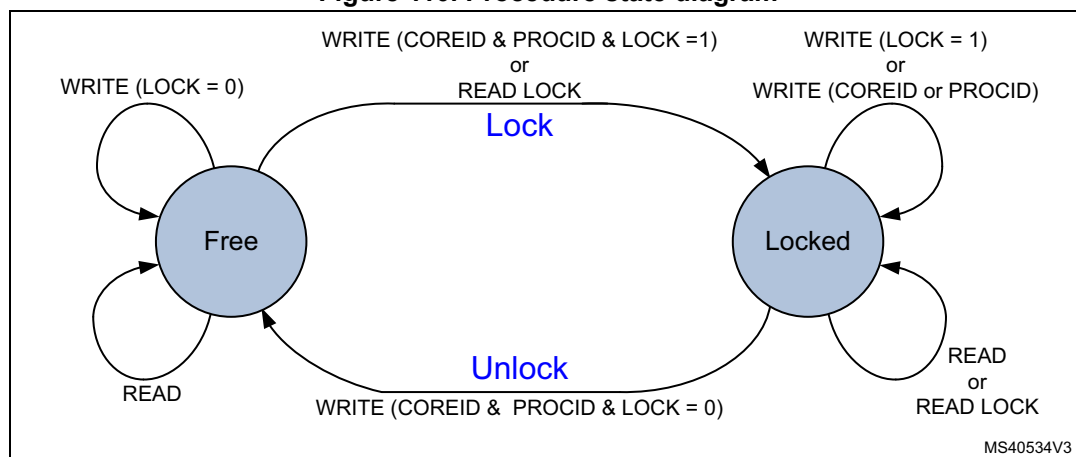 WRITE (COREID & PROCID & LOCK =1)
or
READ LOCK
Lock
WRITE (LOCK = 1)
or
WRITE (COREID or PROCID)
WRITE (LOCK = 0)
Free
Locked
READ
Unlock
WRITE (COREID & PROCID & LOCK = 0)
READ
or
READ LOCK
MS40534V3